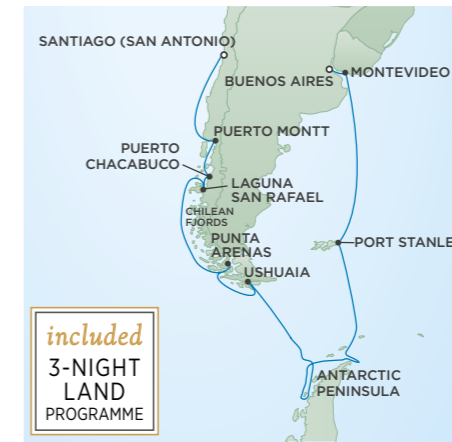 SANTIAGO (SAN ANTONIO)
BUENOS AIRES
MONTEVIDEO
PUERTO MONTT
PUERTO
CHACABUCO
LAGUNA
SAN RAFAEL
CHILEAN
FJORDS
PUNTA
ARENAS
PORT STANLE
USHUAIA
included
3-NIGHT
LAND
PROGRAMME
ANTARCTIC
PENINSULA